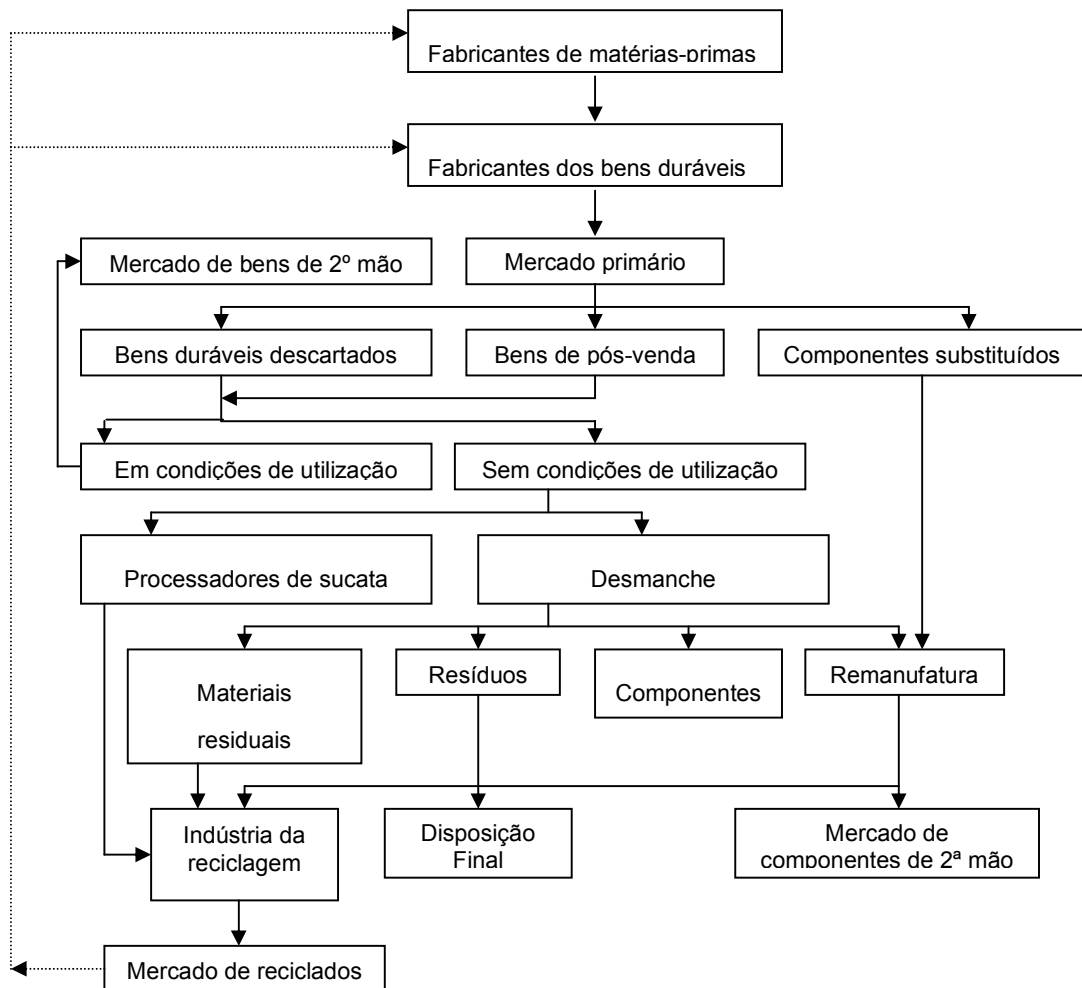 Fabricantes de matérias-primas
Fabricantes dos bens duráveis
Mercado de bens de 2º mão
Mercado primário
Bens duráveis descartados
Bens de pós-venda
Componentes substituídos
Em condições de utilização
Sem condições de utilização
Processadores de sucata
Desmanche
Materiais
residuais
Resíduos
Componentes
Remanufatura
Indústria da
reciclagem
Disposição
Final
Mercado de
componentes de 2ª mão
Mercado de reciclados